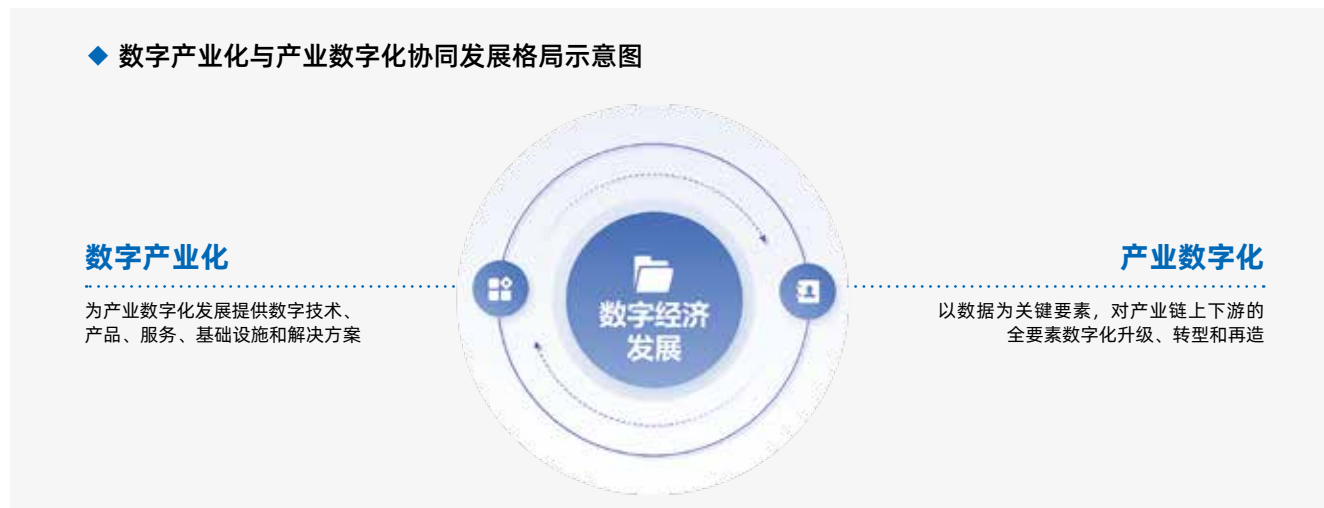 数字产业化与产业数字化协同发展格局示意图
数字产业化
为产业数字化发展提供数字技术、
产品、服务、基础设施和解决方案
数字经济
发展
产业数字化
以数据为关键要素，对产业链上下游的
全要素数字化升级、转型和再造